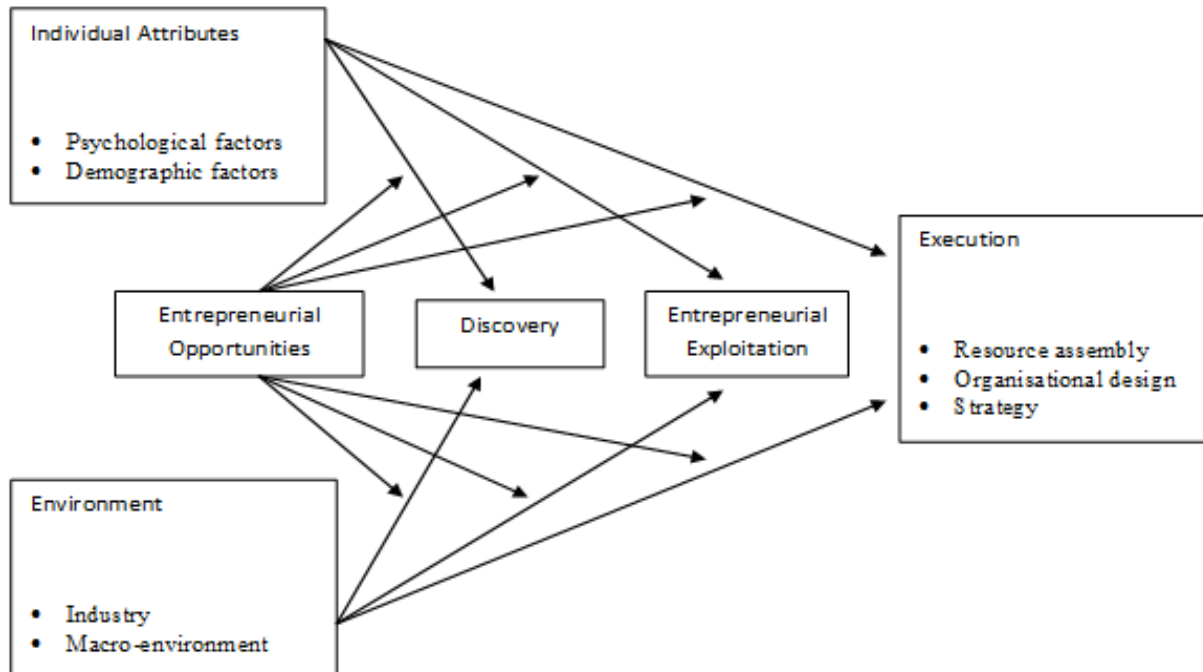 Individual Attributes
• Psychological factors
• Demographic factors
Entrepreneurial
Opportunities
Discovery
Entrepreneurial
Exploitation
Execution
• Resource assembly
• Organisational design
• Strategy
Environment
• Industry
• Macro-environment